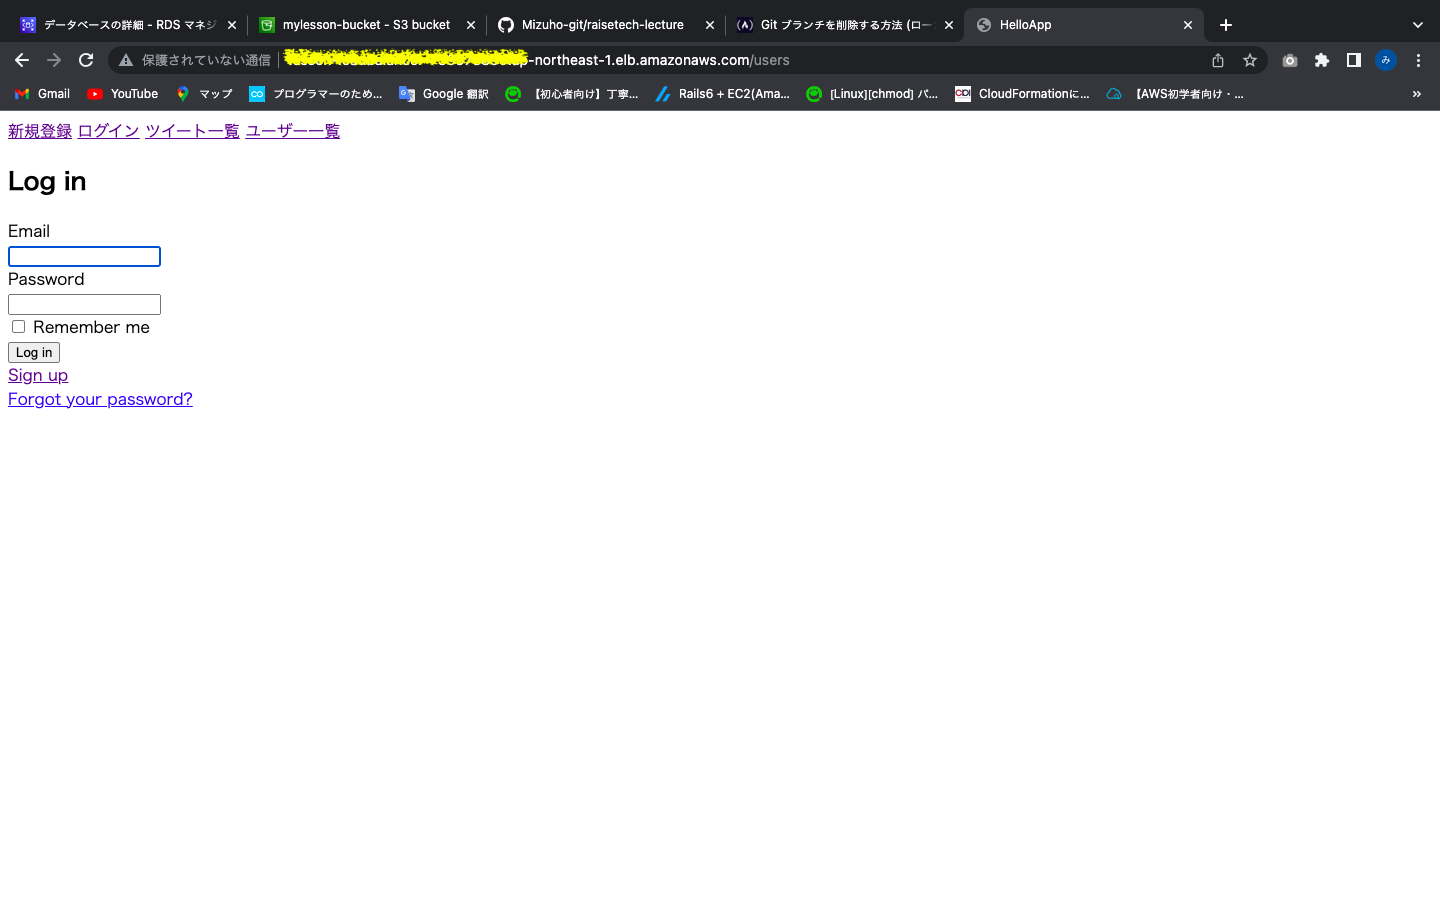 データベースの詳細 - RDS マネジ
mylesson-bucket - S3 bucket
Mizuho-git/raisetech-lecture
Git ブランチを削除する方法 (ロー
HelloApp
保護されていない通信
p-northeast-1.elb.amazonaws.com/users
み
Gmail
YouTube
マップ
プログラマーのため...
Google 翻訳
【初心者向け】丁寧...
Rails6 + EC2(Ama...
[Linux][chmod] パ...
CloudFormationに...
【AWS初学者向け・...
新規登録 ログイン ツイート一覧 ユーザー一覧
Log in
Email
Password
Remember me
Log in
Sign up
Forgot your password?